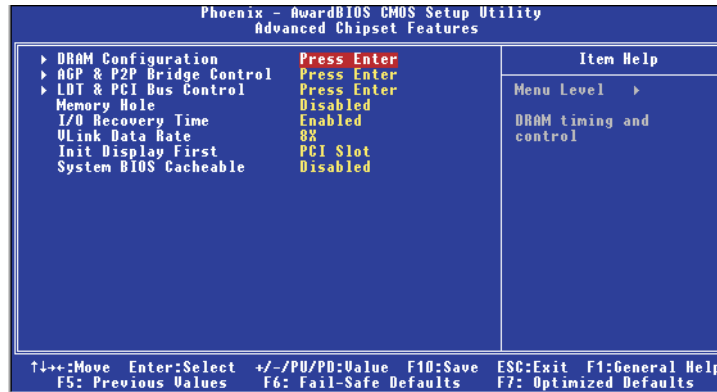 Phoenix - AwardBIOS CMOS Setup Utility
Advanced Chipset Features
▸ DRAM Configuration Press Enter
▸ AGP & P2P Bridge Control Press Enter
▸ LDT & PCI Bus Control Press Enter
Memory Hole Disabled
I/O Recovery Time Enabled
VLink Data Rate 8X
Init Display First PCI Slot
System BIOS Cacheable Disabled
Item Help
Menu Level ▸
DRAM timing and
control
↑↓→←:Move Enter:Select +/-/PU/PD:Value F10:Save ESC:Exit F1:General Help
F5: Previous Values F6: Fail-Safe Defaults F7: Optimized Defaults